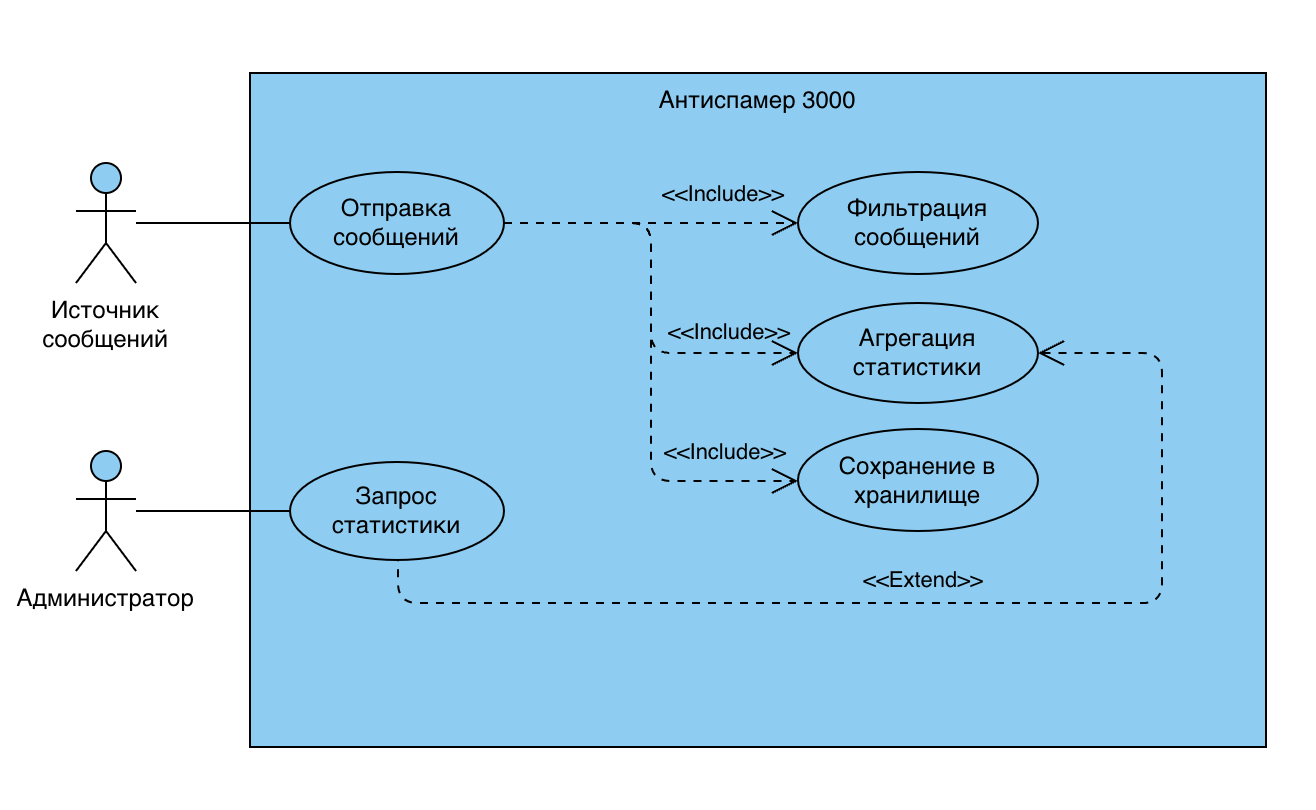 Антиспамер 3000
Отправка
сообщений
<<Include>>
Фильтрация
сообщений
Источник
сообщений
<<Include>>
Агрегация
статистики
<<Include>>
Сохранение в
хранилище
Запрос
статистики
Администратор
<<Extend>>